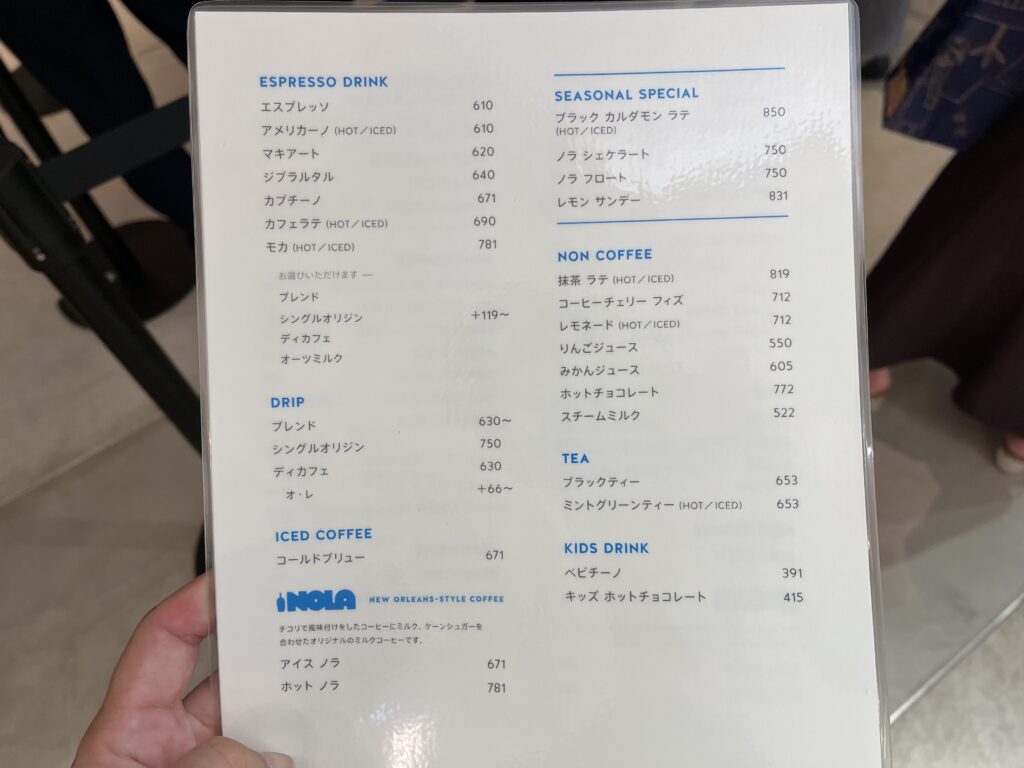 ESPRESSO DRINK
エスプレッソ 610
アメリカーノ (HOT／ICED) 610
マキアート 620
ジブラルタル 640
カプチーノ 671
カフェラテ (HOT／ICED) 690
モカ (HOT／ICED) 781
お選びいただけます —
ブレンド
シングルオリジン +119〜
ディカフェ
オーツミルク
DRIP
ブレンド 630〜
シングルオリジン 750
ディカフェ 630
オ・レ +66〜
ICED COFFEE
コールドブリュー 671
NOLA NEW ORLEANS-STYLE COFFEE
チコリで風味付けをしたコーヒーにミルク、ケーンシュガーを
合わせたオリジナルのミルクコーヒーです。
アイス ノラ 671
ホット ノラ 781
SEASONAL SPECIAL
ブラック カルダモン ラテ 850
(HOT／ICED)
ノラ シェケラート 750
ノラ フロート 750
レモン サンデー 831
NON COFFEE
抹茶 ラテ (HOT／ICED) 819
コーヒーチェリー フィズ 712
レモネード (HOT／ICED) 712
りんごジュース 550
みかんジュース 605
ホットチョコレート 772
スチームミルク 522
TEA
ブラックティー 653
ミントグリーンティー (HOT／ICED) 653
KIDS DRINK
ベビチーノ 391
キッズ ホットチョコレート 415